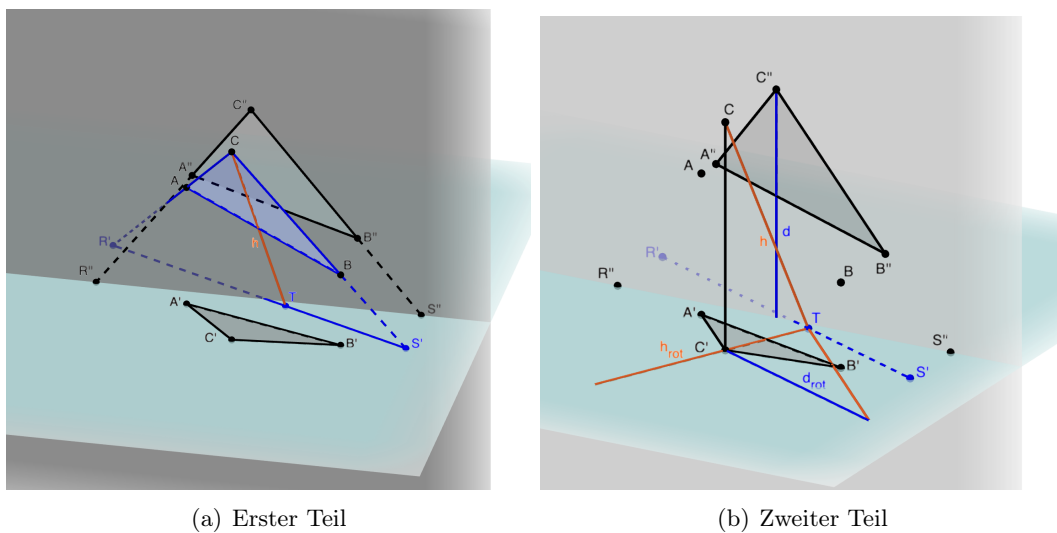 C"
C
A"
A
R'
h
B"
B
R"
T
S"
A'
C'
B'
S'
(a) Erster Teil
C"
C
A"
A
d
h
B"
R'
B
R"
A'
T
C'
S"
h_rot
B'
S'
d_rot
(b) Zweiter Teil